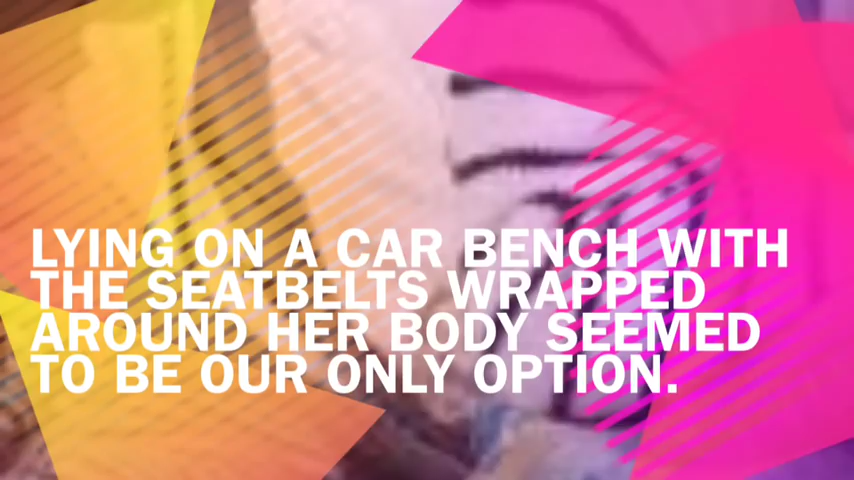 LYING ON A CAR BENCH WITH
THE SEATBELTS WRAPPED
AROUND HER BODY SEEMED
TO BE OUR ONLY OPTION.